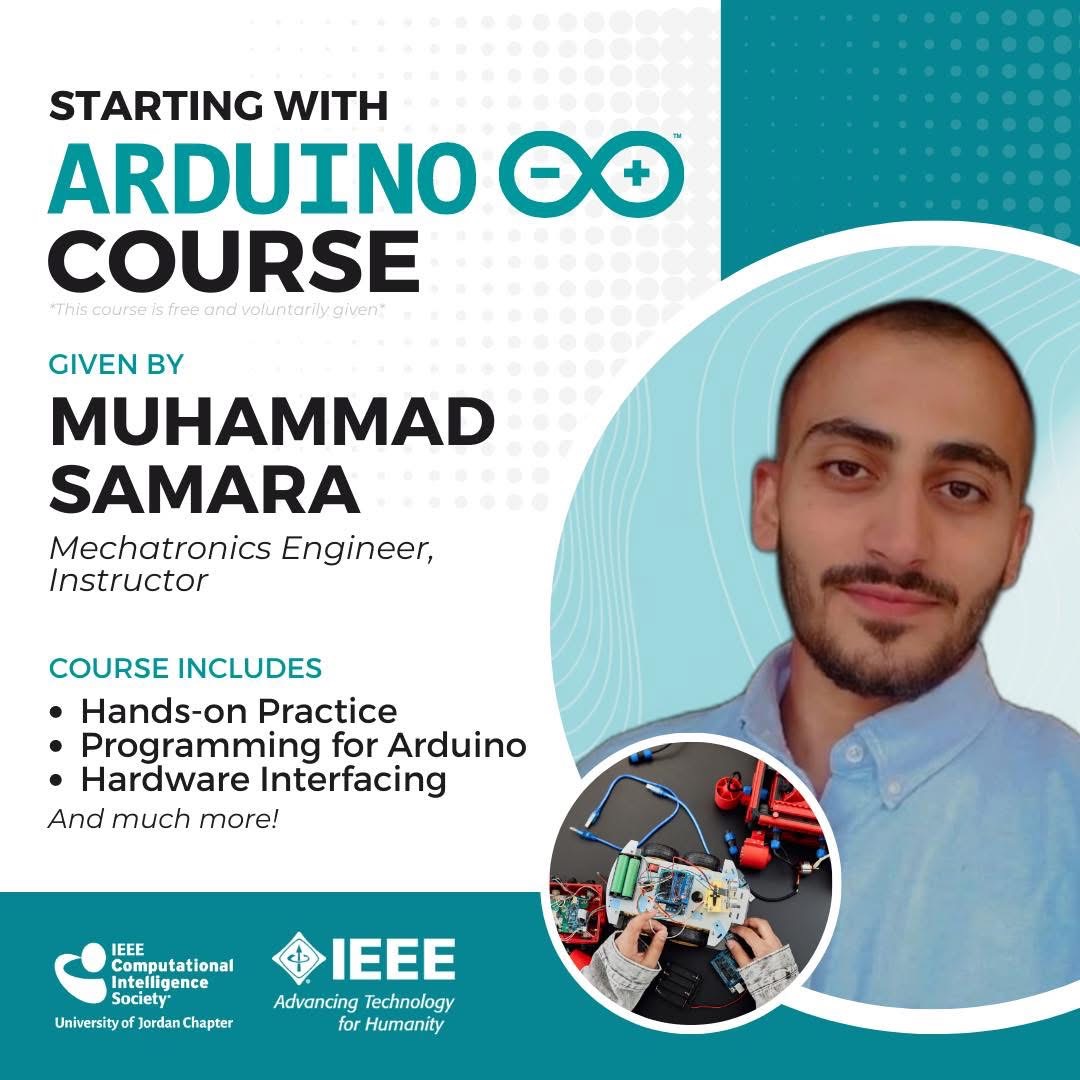 STARTING WITH
ARDUINO
COURSE
*This course is free and voluntarily given*
GIVEN BY
MUHAMMAD
SAMARA
Mechatronics Engineer,
Instructor
COURSE INCLUDES
• Hands-on Practice
• Programming for Arduino
• Hardware Interfacing
And much more!
IEEE
Computational
Intelligence
Society
University of Jordan Chapter
IEEE
Advancing Technology
for Humanity